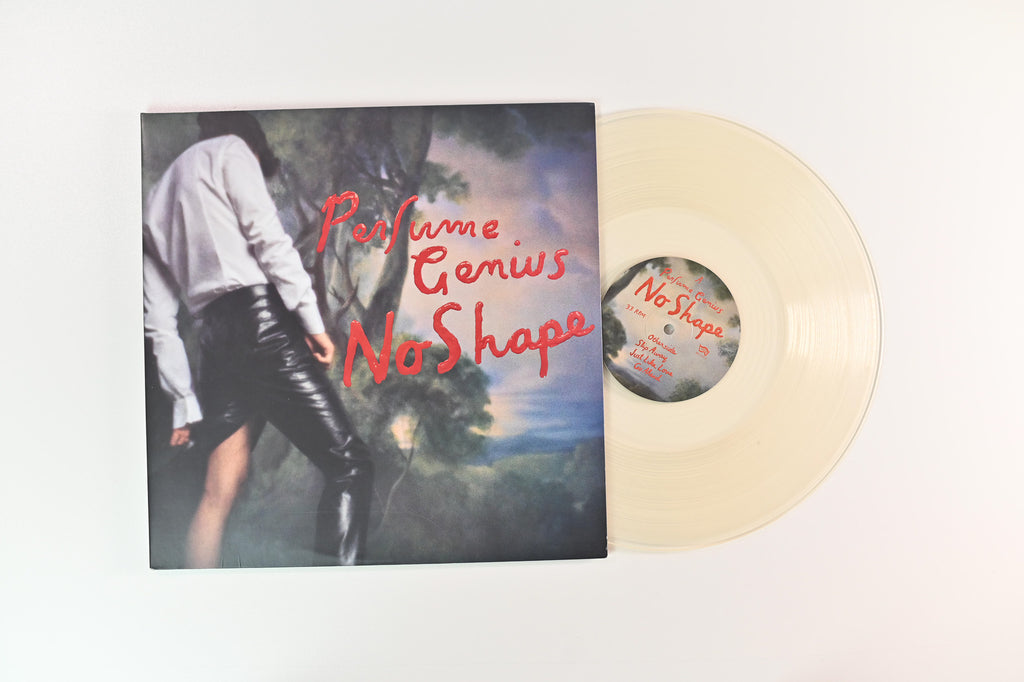 Perfume
Genius
No Shape
A
Perfume Genius
No Shape
33 RPM
Otherside
Slip Away
Just Like Love
Go Ahead